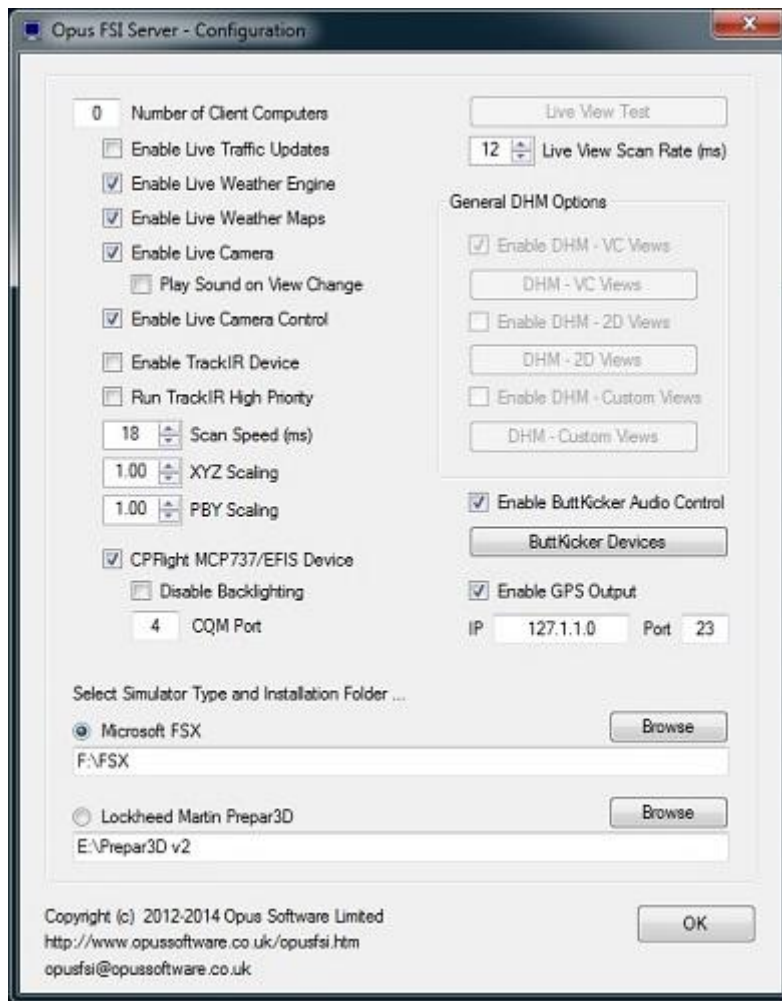 Opus FSI Server - Configuration
0 Number of Client Computers
Enable Live Traffic Updates
Enable Live Weather Engine
Enable Live Weather Maps
Enable Live Camera
Play Sound on View Change
Enable Live Camera Control
Enable TrackIR Device
Run TrackIR High Priority
18 Scan Speed (ms)
1.00 XYZ Scaling
1.00 PBY Scaling
CPFlight MCP737/EFIS Device
Disable Backlighting
4 CQM Port
Live View Test
12 Live View Scan Rate (ms)
General DHM Options
Enable DHM - VC Views
DHM - VC Views
Enable DHM - 2D Views
DHM - 2D Views
Enable DHM - Custom Views
DHM - Custom Views
Enable ButtKicker Audio Control
ButtKicker Devices
Enable GPS Output
IP 127.1.1.0 Port 23
Select Simulator Type and Installation Folder ...
Microsoft FSX Browse
F:\FSX
Lockheed Martin Prepar3D Browse
E:\Prepar3D v2
Copyright (c) 2012-2014 Opus Software Limited
http://www.opussoftware.co.uk/opusfsi.htm
opusfsi@opussoftware.co.uk
OK